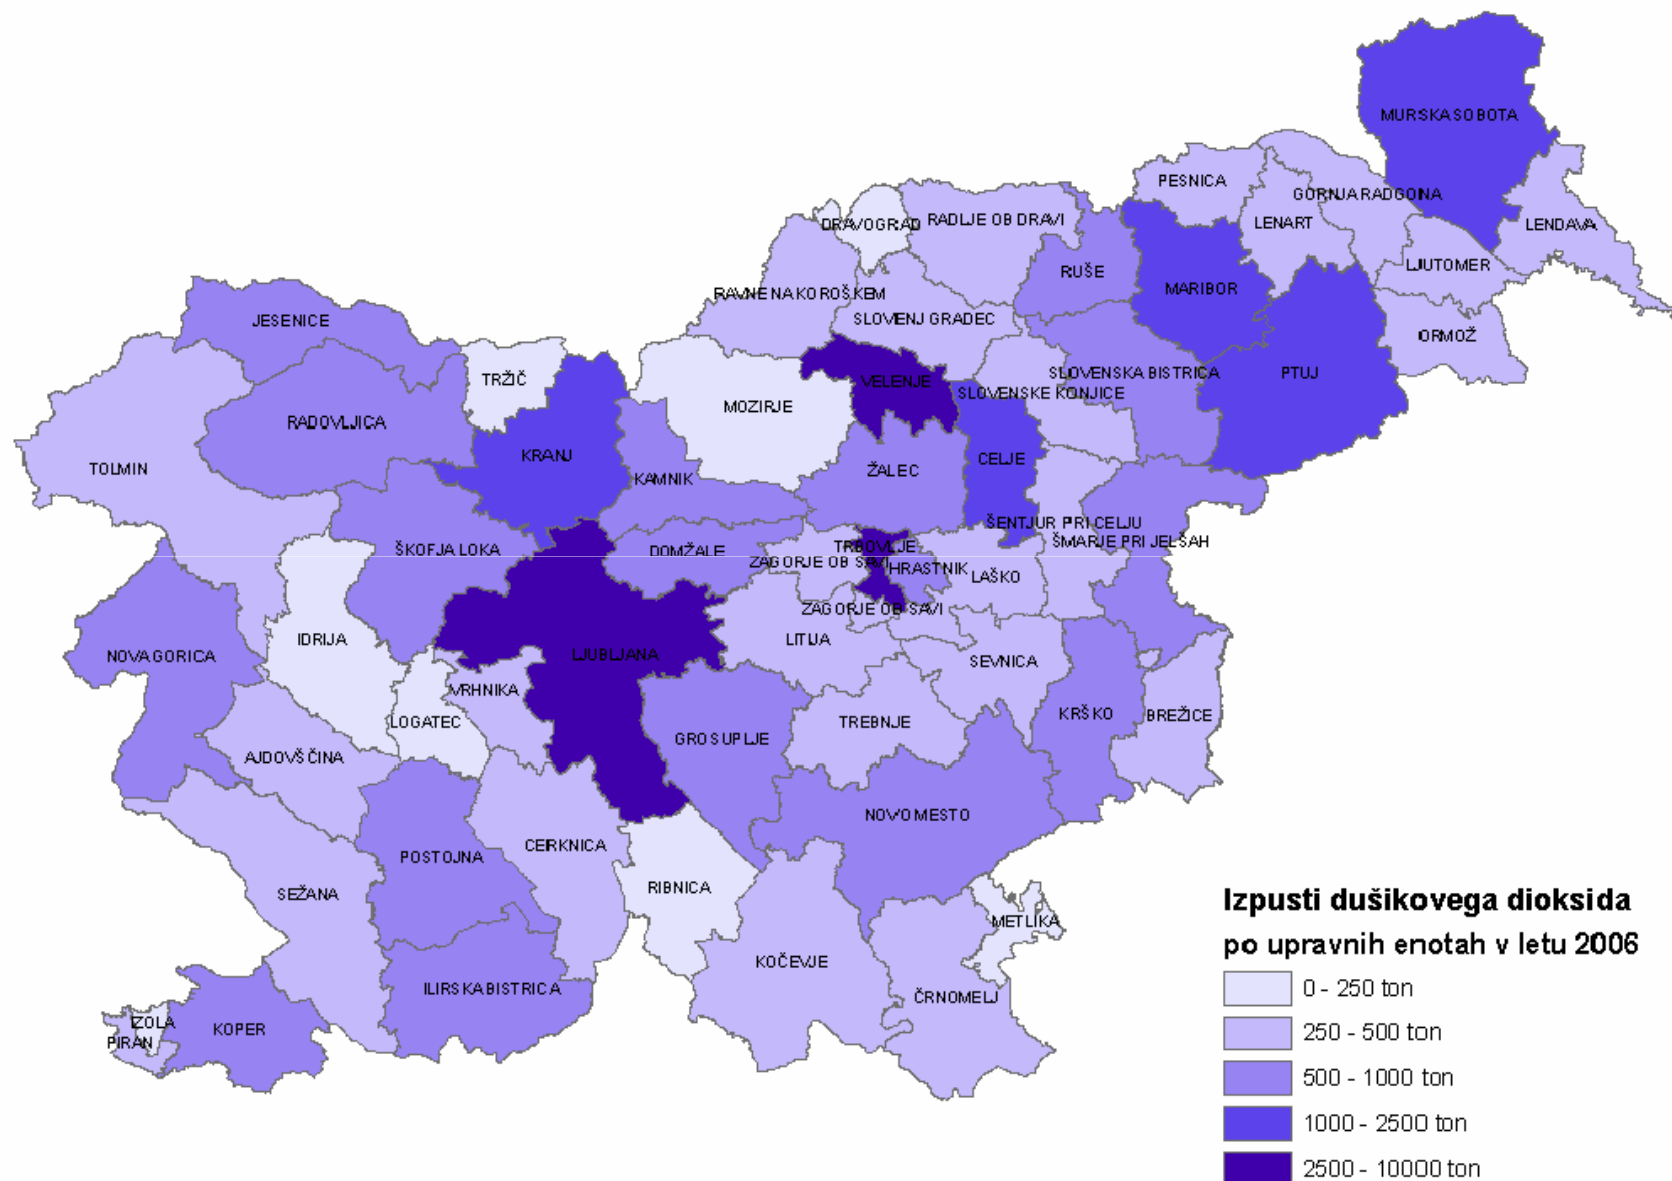 MURSKA SOBOTA
PESNICA
GORNJA RADGONA
DRAVOGRAD
RADLJE OB DRAVI
LENART
LENDAVA
RUŠE
LJUTOMER
RAVNE NA KOROŠKEM
MARIBOR
SLOVENJ GRADEC
JESENICE
ORMOŽ
TRŽIČ
VELENJE
SLOVENSKA BISTRICA
PTUJ
SLOVENSKE KONJICE
MOZIRJE
RADOVLJICA
KRANJ
CELJE
TOLMIN
KAMNIK
ŽALEC
ŠENTJUR PRI CELJU
ŠMARJE PRI JELŠAH
ŠKOFJA LOKA
DOMŽALE
TRBOVLJE
ZAGORJE OB SAVI
HRASTNIK
LAŠKO
ZAGORJE OB SAVI
IDRIJA
LITIJA
NOVA GORICA
LJUBLJANA
SEVNICA
VRHNIKA
LOGATEC
TREBNJE
KRŠKO
BREŽICE
GROSUPLJE
AJDOVŠČINA
NOVO MESTO
CERKNICA
POSTOJNA
SEŽANA
RIBNICA
METLIKA
KOČEVJE
ILIRSKA BISTRICA
ČRNOMELJ
IZOLA
KOPER
PIRAN
Izpusti dušikovega dioksida
po upravnih enotah v letu 2006
0 - 250 ton
250 - 500 ton
500 - 1000 ton
1000 - 2500 ton
2500 - 10000 ton